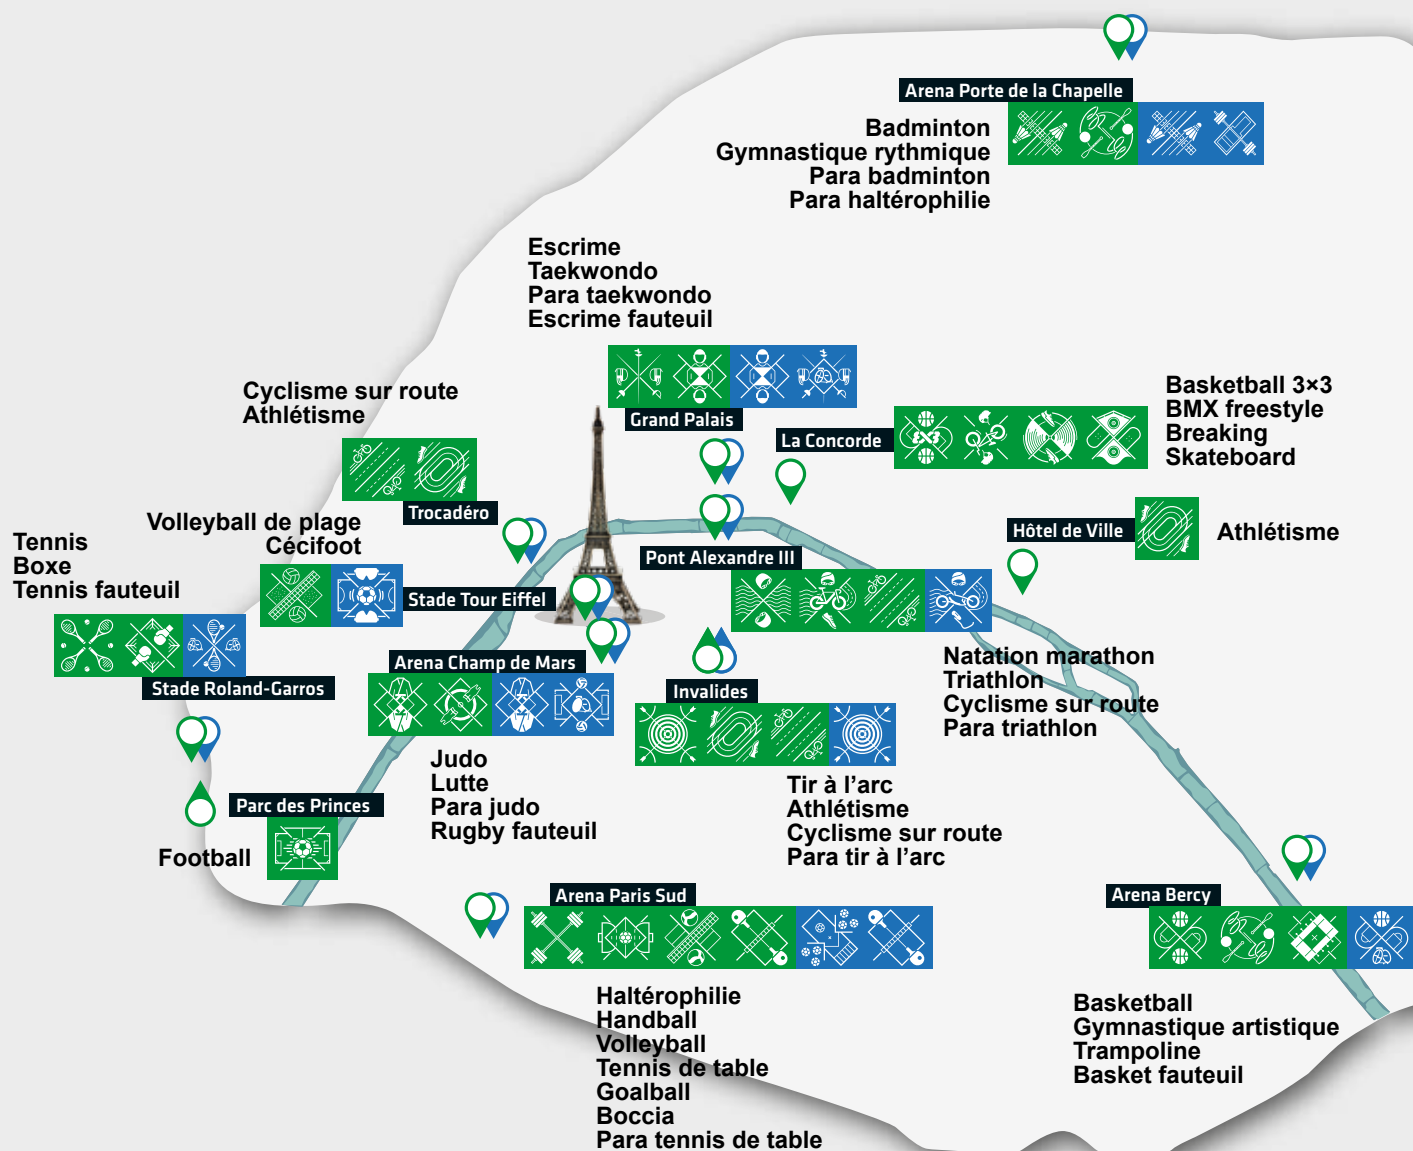 Arena Porte de la Chapelle
Badminton
Gymnastique rythmique
Para badminton
Para haltérophilie
Escrime
Taekwondo
Para taekwondo
Escrime fauteuil
Grand Palais
Cyclisme sur route
Athlétisme
Trocadéro
La Concorde
3X3
Basketball 3×3
BMX freestyle
Breaking
Skateboard
Volleyball de plage
Cécifoot
Stade Tour Eiffel
Tennis
Boxe
Tennis fauteuil
Stade Roland-Garros
Pont Alexandre III
Natation marathon
Triathlon
Cyclisme sur route
Para triathlon
Hôtel de Ville
Athlétisme
Arena Champ de Mars
Judo
Lutte
Para judo
Rugby fauteuil
Invalides
Tir à l’arc
Athlétisme
Cyclisme sur route
Para tir à l’arc
Parc des Princes
Football
Arena Paris Sud
Haltérophilie
Handball
Volleyball
Tennis de table
Goalball
Boccia
Para tennis de table
Arena Bercy
Basketball
Gymnastique artistique
Trampoline
Basket fauteuil